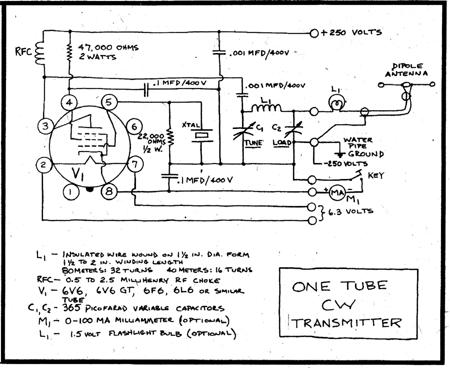 +250 VOLTS
RFC
47,000 OHMS
2 WATTS
.001 MFD/400V
.1 MFD/400V
.001 MFD/400V
DIPOLE
ANTENNA
L1
L1
4
5
3
6
XTAL
C1
C2
22,000
OHMS
1/2 W.
TUNE
LOAD
WATER
PIPE
GROUND
2
V1
7
-250 VOLTS
.1 MFD/400V
KEY
1
8
MA
M1
6.3 VOLTS
L1 - INSULATED WIRE WOUND ON 1 1/2 IN. DIA. FORM
1 1/2 TO 2 IN. WINDING LENGTH
80METERS: 32 TURNS 40 METERS: 16 TURNS
RFC- 0.5 TO 2.5 MILLIHENRY RF CHOKE
V1 - 6V6, 6V6 GT, 6F6, 6L6 OR SIMILAR
TUBE
C1, C2 - 365 PICOFARAD VARIABLE CAPACITORS
M1 - 0-100 MA MILLIAMMETER (OPTIONAL)
L1 - 1.5 VOLT FLASHLIGHT BULB (OPTIONAL)
ONE TUBE
CW
TRANSMITTER